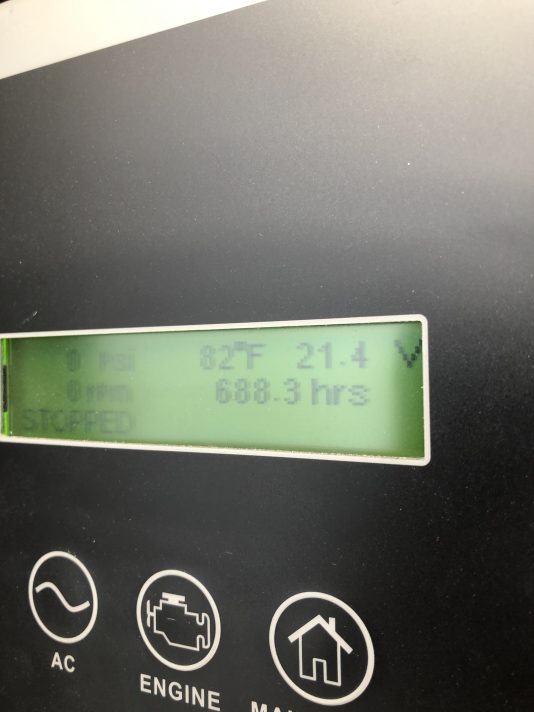 0 Psi 82°F 21.4 V
0 rpm 688.3 hrs
STOPPED
AC
ENGINE